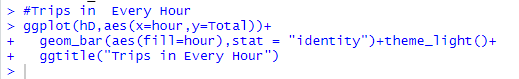 > #Trips in  Every Hour
> ggplot(hD,aes(x=hour,y=Total))+
+   geom_bar(aes(fill=hour),stat = "identity")+theme_light()+
+   ggtitle("Trips in Every Hour")
>